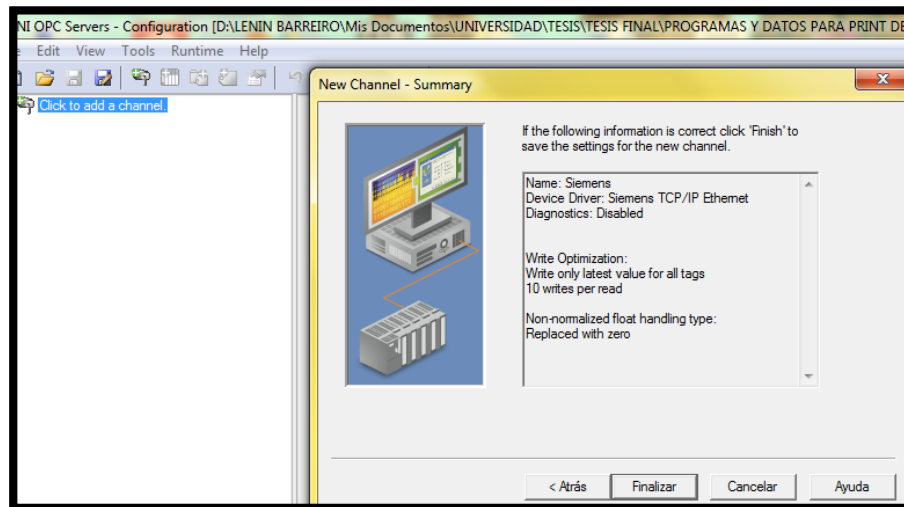 NI OPC Servers - Configuration [D:\LENIN BARREIRO\Mis Documentos\UNIVERSIDAD\TESIS\TESIS FINAL\PROGRAMAS Y DATOS PARA PRINT DE
Edit View Tools Runtime Help
Click to add a channel.
New Channel - Summary
If the following information is correct click 'Finish' to
save the settings for the new channel.
Name: Siemens
Device Driver: Siemens TCP/IP Ethernet
Diagnostics: Disabled
Write Optimization:
Write only latest value for all tags
10 writes per read
Non-normalized float handling type:
Replaced with zero
< Atrás Finalizar Cancelar Ayuda